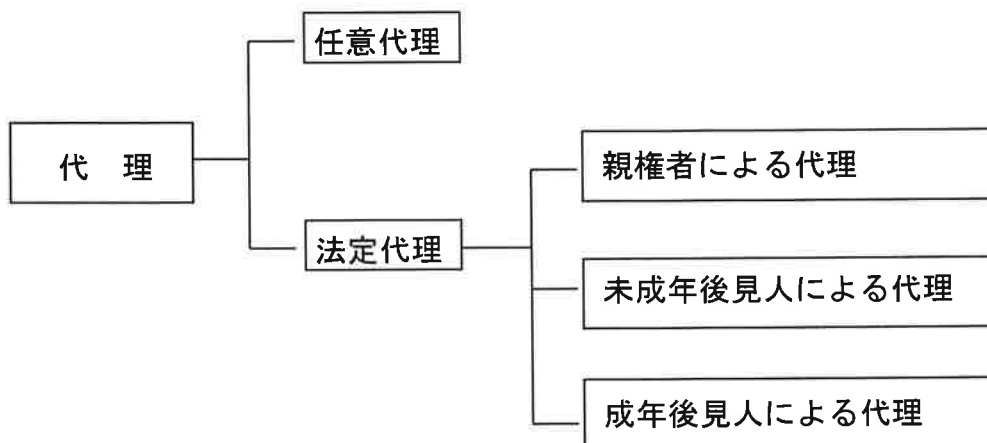 任意代理
代　理
親権者による代理
法定代理
未成年後見人による代理
成年後見人による代理